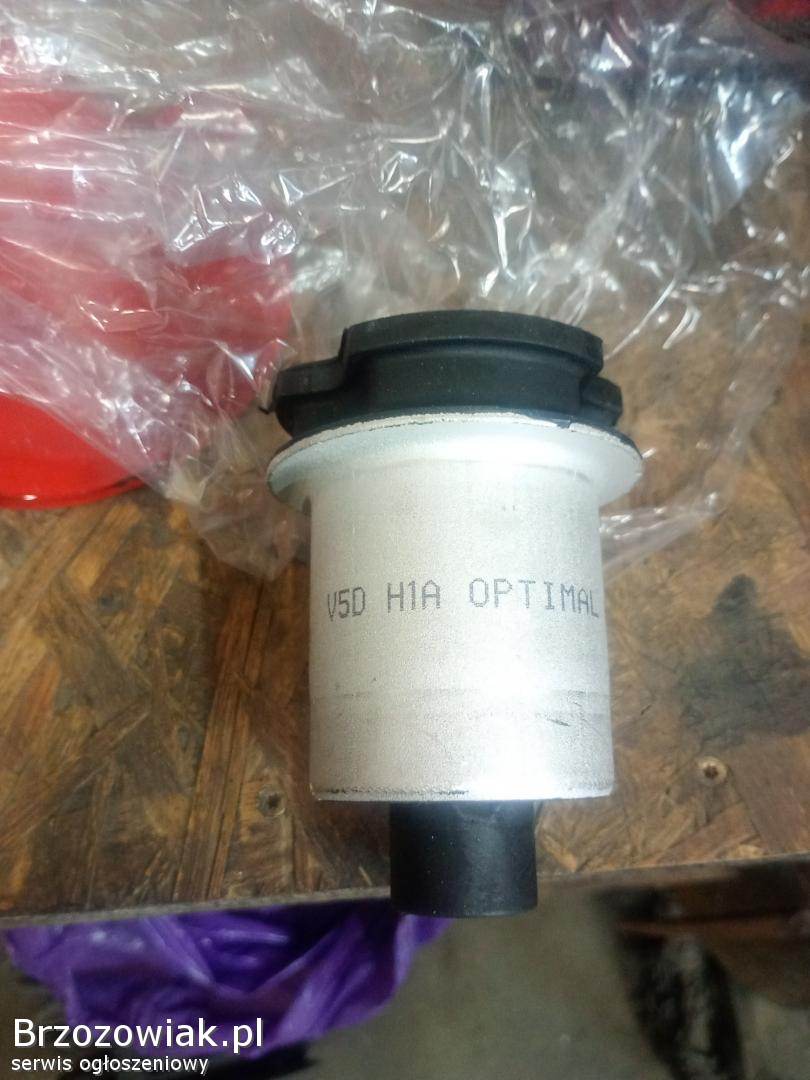 V5D H1A OPTIMAL
Brzozowiak.pl
serwis ogłoszeniowy